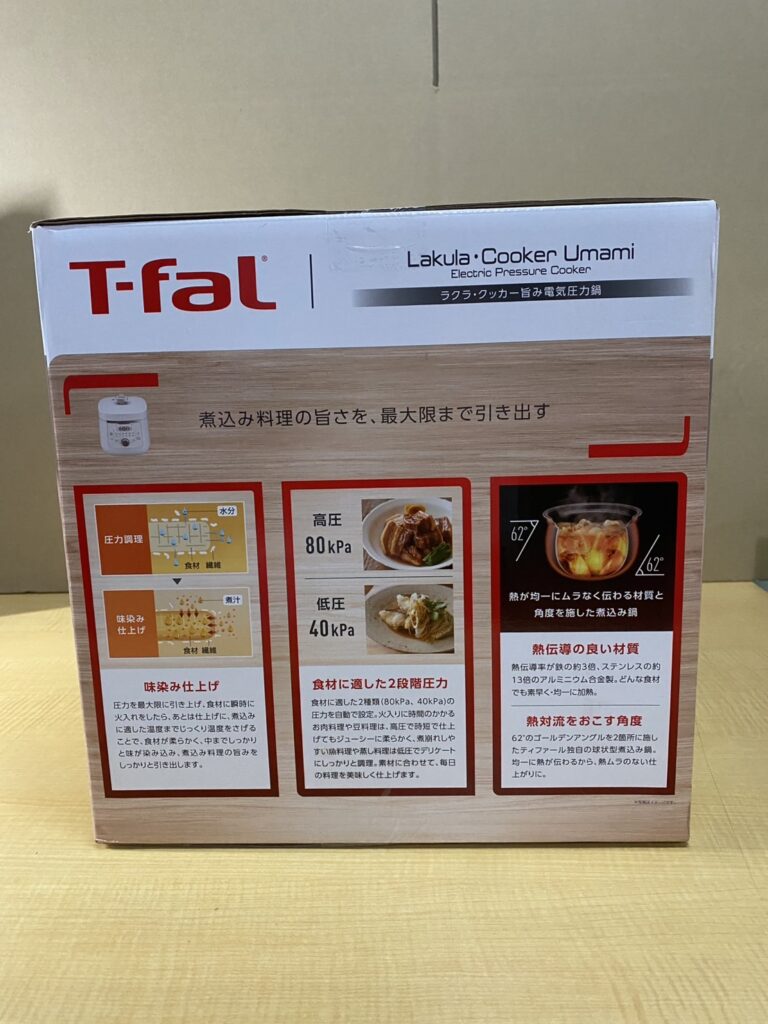 T-fal®
Lakula・Cooker Umami
Electric Pressure Cooker
ラクラ・クッカー旨み電気圧力鍋
煮込み料理の旨さを、最大限まで引き出す
圧力調理
水分
食材 繊維
味染み
仕上げ
煮汁
食材 繊維
味染み仕上げ
圧力を最大限に引き上げ、食材に瞬時に
火入れをしたら、あとは仕上げに、煮込み
に適した温度までじっくり温度をさげる
ことで、食材が柔らかく、中までしっかり
と味が染み込み、煮込み料理の旨みを
しっかりと引き出します。
高圧
80kPa
低圧
40kPa
食材に適した2段階圧力
食材に適した2種類(80kPa、40kPa)の
圧力を自動で設定。火入りに時間のかかる
お肉料理や豆料理は、高圧で時短で仕上
げてもジューシーに柔らかく、煮崩れしや
すい魚料理や蒸し料理は低圧でデリケート
にしっかりと調理。素材に合わせて、毎日
の料理を美味しく仕上げます。
62°
62°
熱が均一にムラなく伝わる材質と
角度を施した煮込み鍋
熱伝導の良い材質
熱伝導率が鉄の約3倍、ステンレスの約
13倍のアルミニウム合金製。どんな食材
でも素早く・均一に加熱。
熱対流をおこす角度
62°のゴールデンアングルを2箇所に施し
たティファール独自の球状型煮込み鍋。
均一に熱が伝わるから、熱ムラのない仕
上がりに。